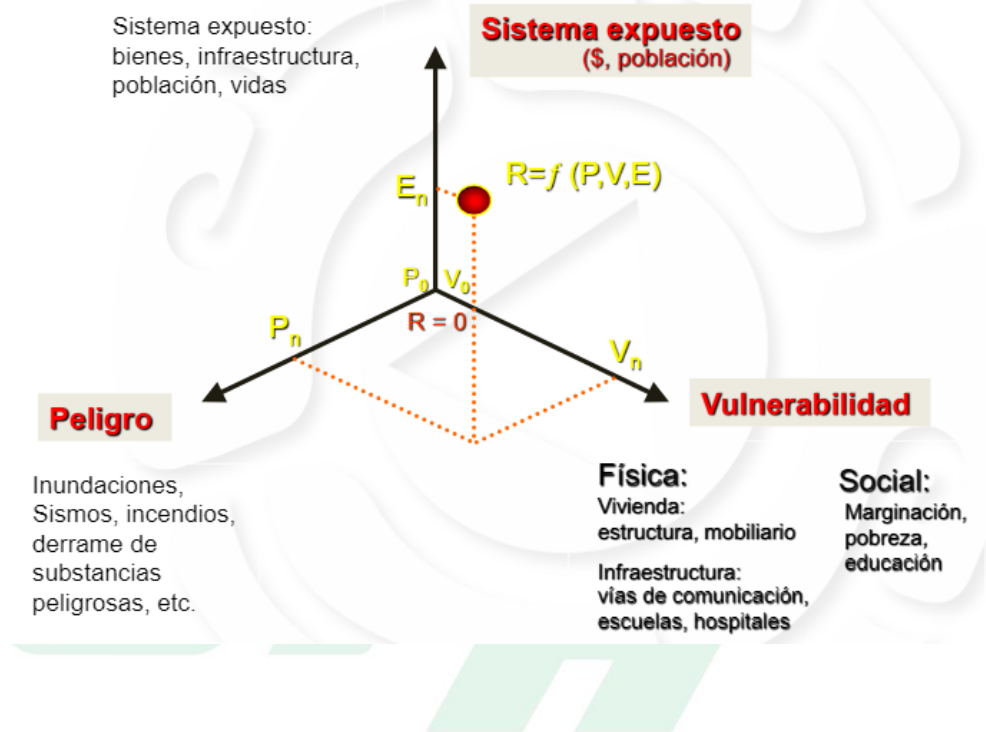 Sistema expuesto:
bienes, infraestructura,
población, vidas
Sistema expuesto
($, población)
R=ƒ (P,V,E)
Eₙ
P₀ V₀
R = 0
Pₙ
Vₙ
Peligro
Vulnerabilidad
Inundaciones,
Sismos, incendios,
derrame de
substancias
peligrosas, etc.
Física:
Vivienda:
estructura, mobiliario
Infraestructura:
vías de comunicación,
escuelas, hospitales
Social:
Marginación,
pobreza,
educación